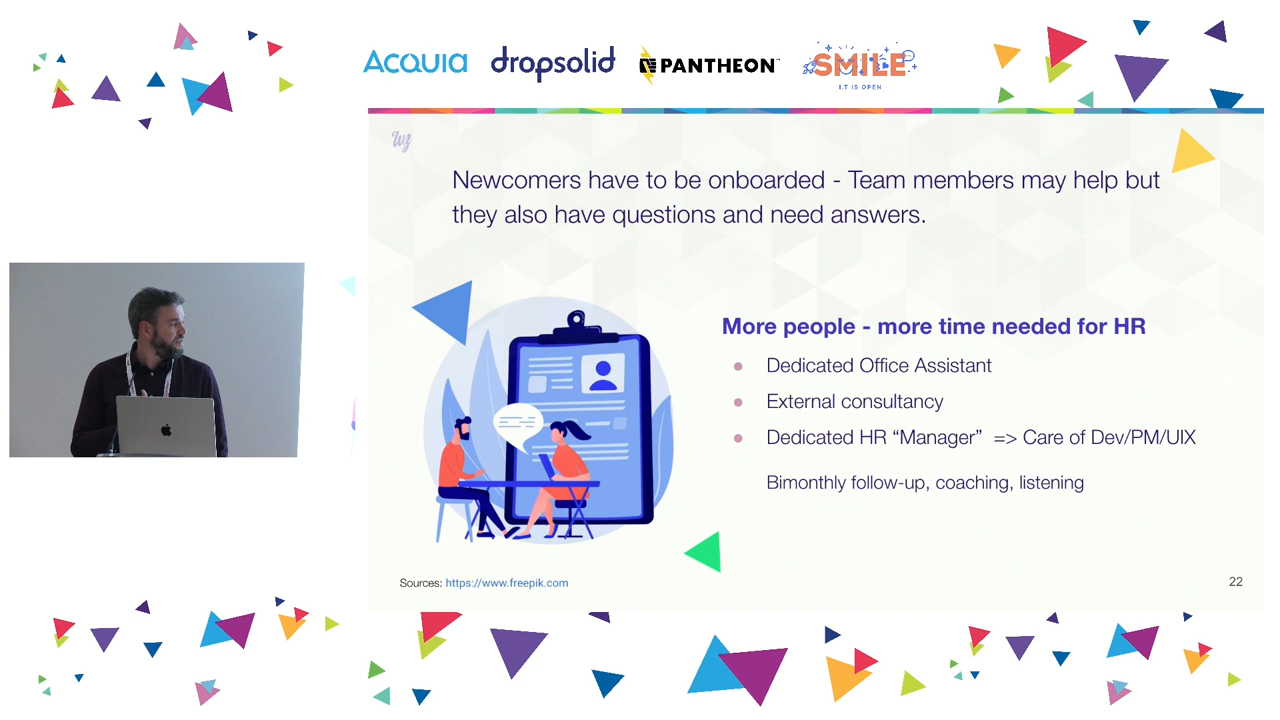 ACQUIA dropsolid PANTHEON SMILE
I.T IS OPEN
Wz
Newcomers have to be onboarded - Team members may help but
they also have questions and need answers.
More people - more time needed for HR
● Dedicated Office Assistant
● External consultancy
● Dedicated HR “Manager” => Care of Dev/PM/UIX
Bimonthly follow-up, coaching, listening
Sources: https://www.freepik.com
22